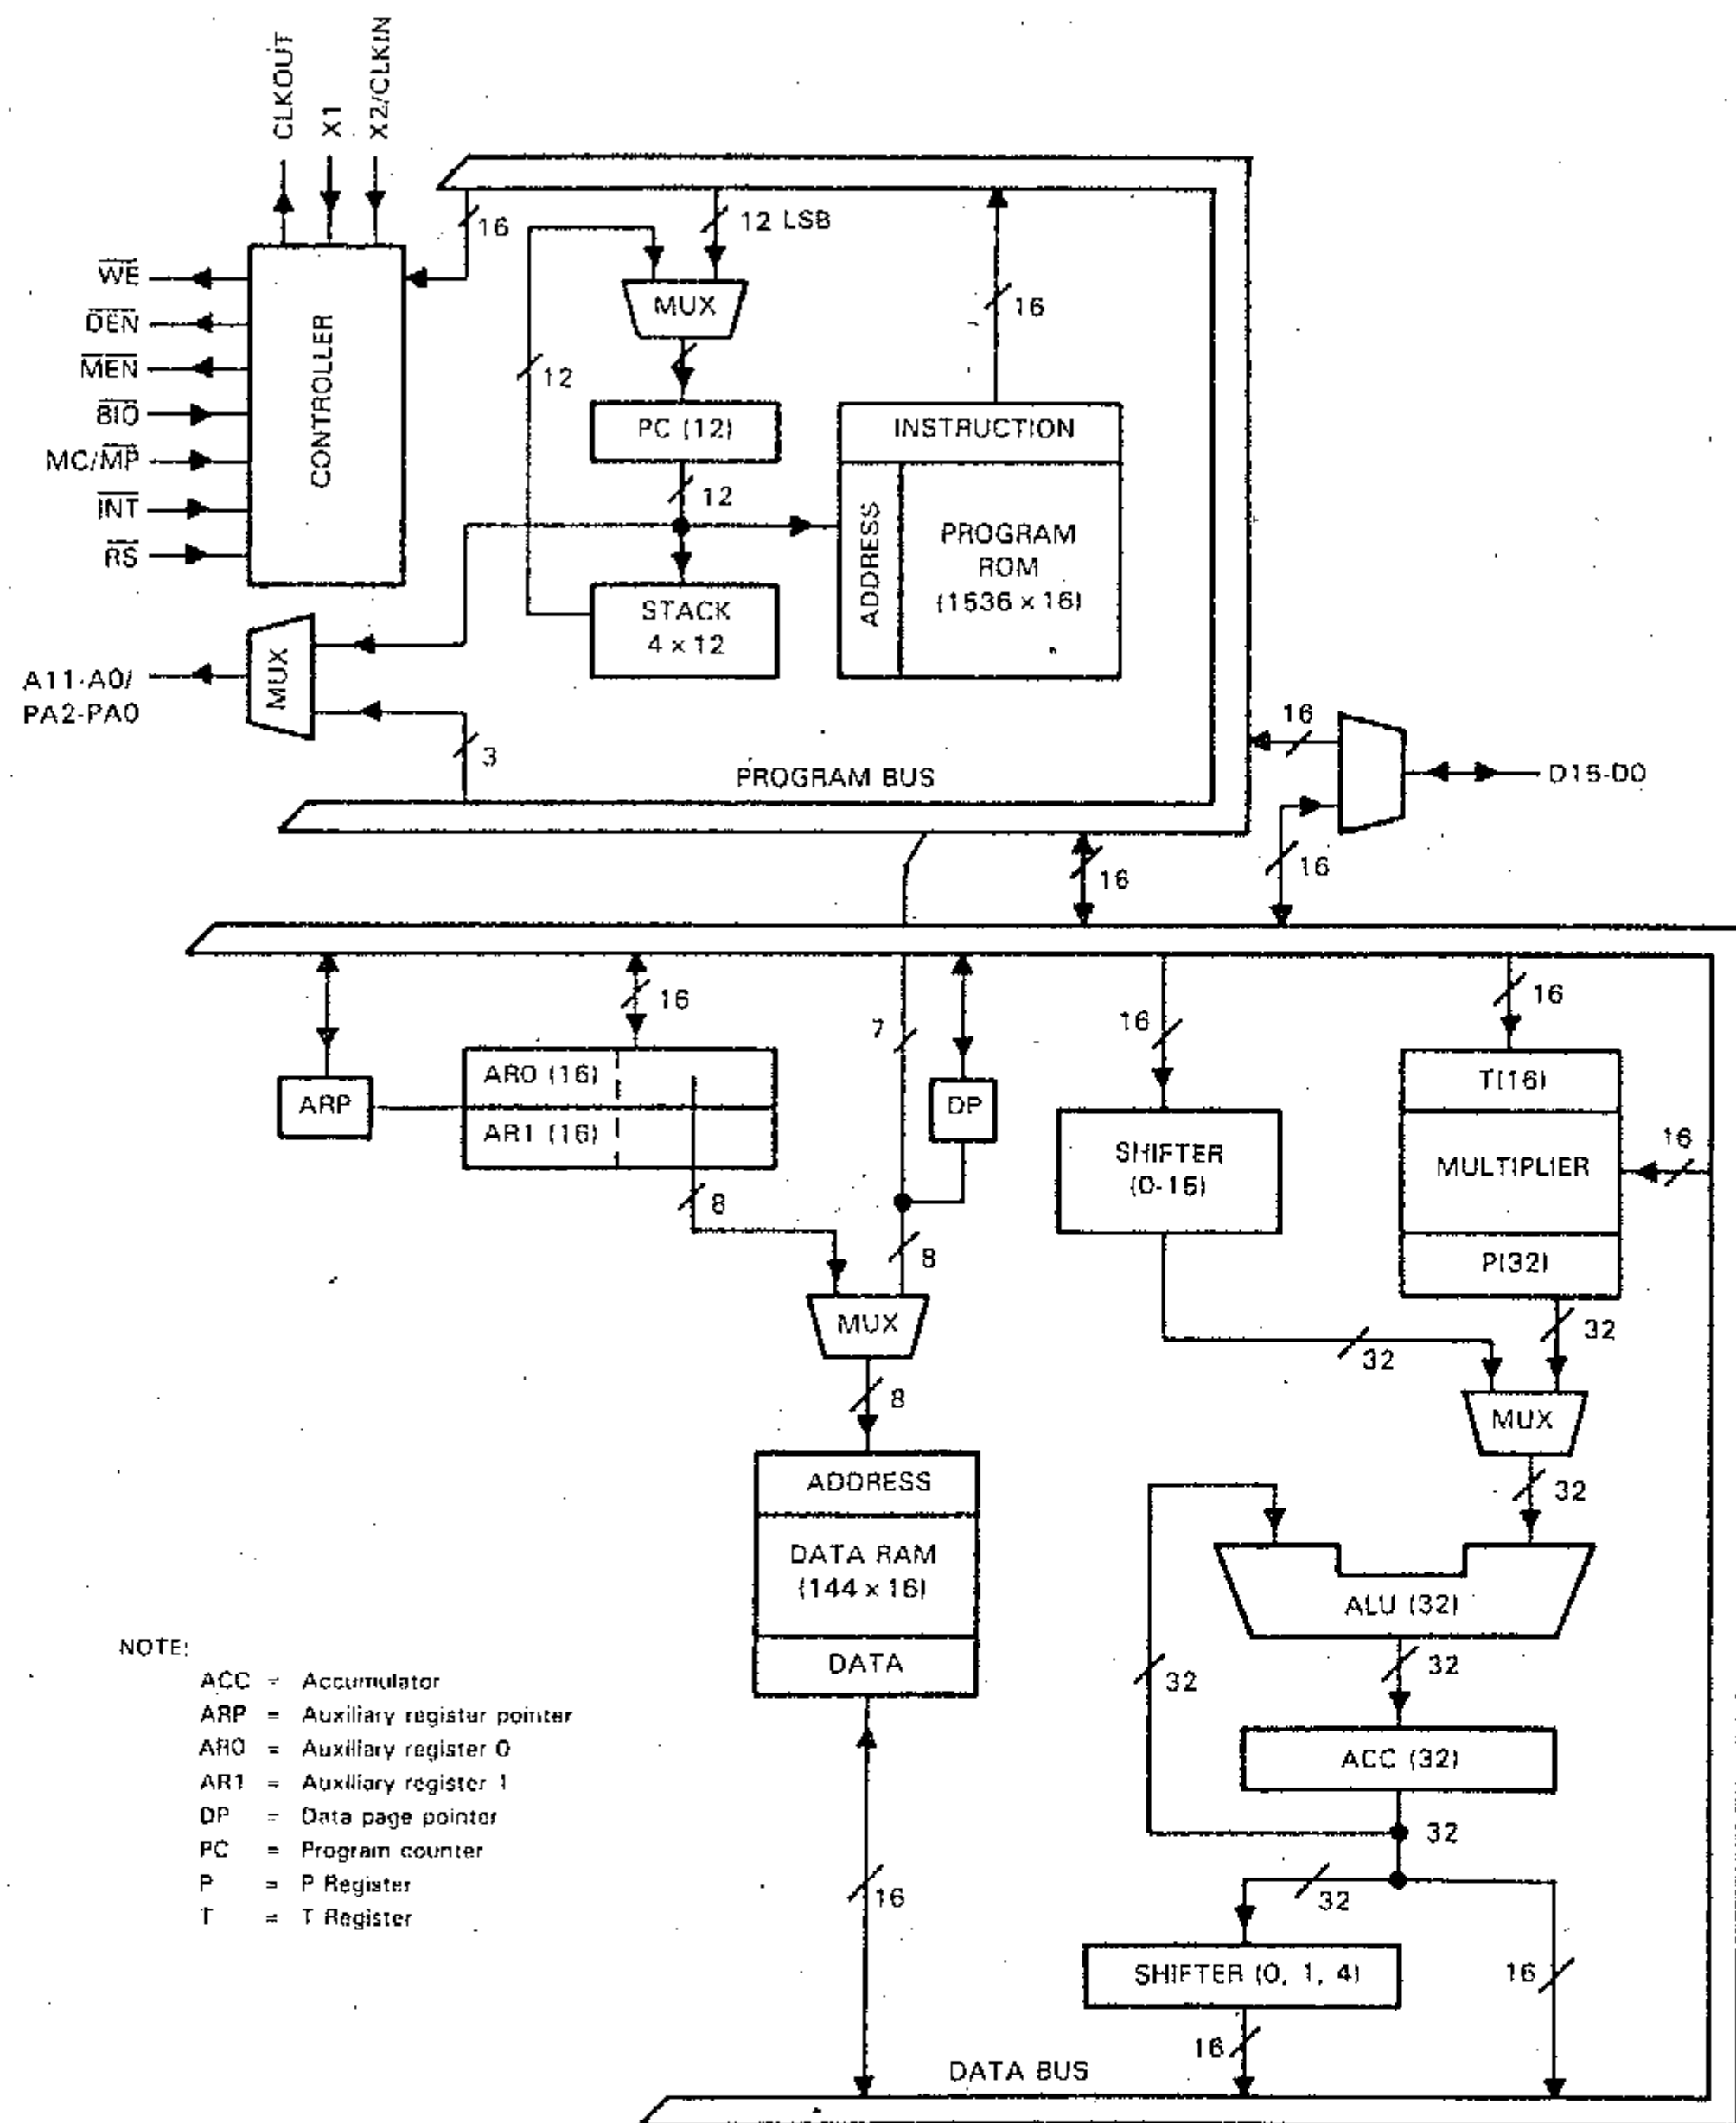 CLKOUT
X1
X2/CLKIN
16
12 LSB
WE
DEN
MEN
BIO
MC/MP
INT
RS
CONTROLLER
MUX
16
12
PC (12)
INSTRUCTION
12
ADDRESS
PROGRAM
ROM
(1536 × 16)
STACK
4 × 12
MUX
A11-A0/
PA2-PA0
3
PROGRAM BUS
16
D15-D0
16
16
16
7
16
16
ARP
AR0 (16)
AR1 (16)
DP
T(16)
SHIFTER
(0-15)
MULTIPLIER
16
8
8
P(32)
MUX
32
32
8
MUX
32
ADDRESS
DATA RAM
(144 × 16)
DATA
ALU (32)
32
32
ACC (32)
32
32
16
SHIFTER (0, 1, 4)
16
16
DATA BUS
NOTE:
ACC = Accumulator
ARP = Auxiliary register pointer
AR0 = Auxiliary register 0
AR1 = Auxiliary register 1
DP = Data page pointer
PC = Program counter
P = P Register
T = T Register